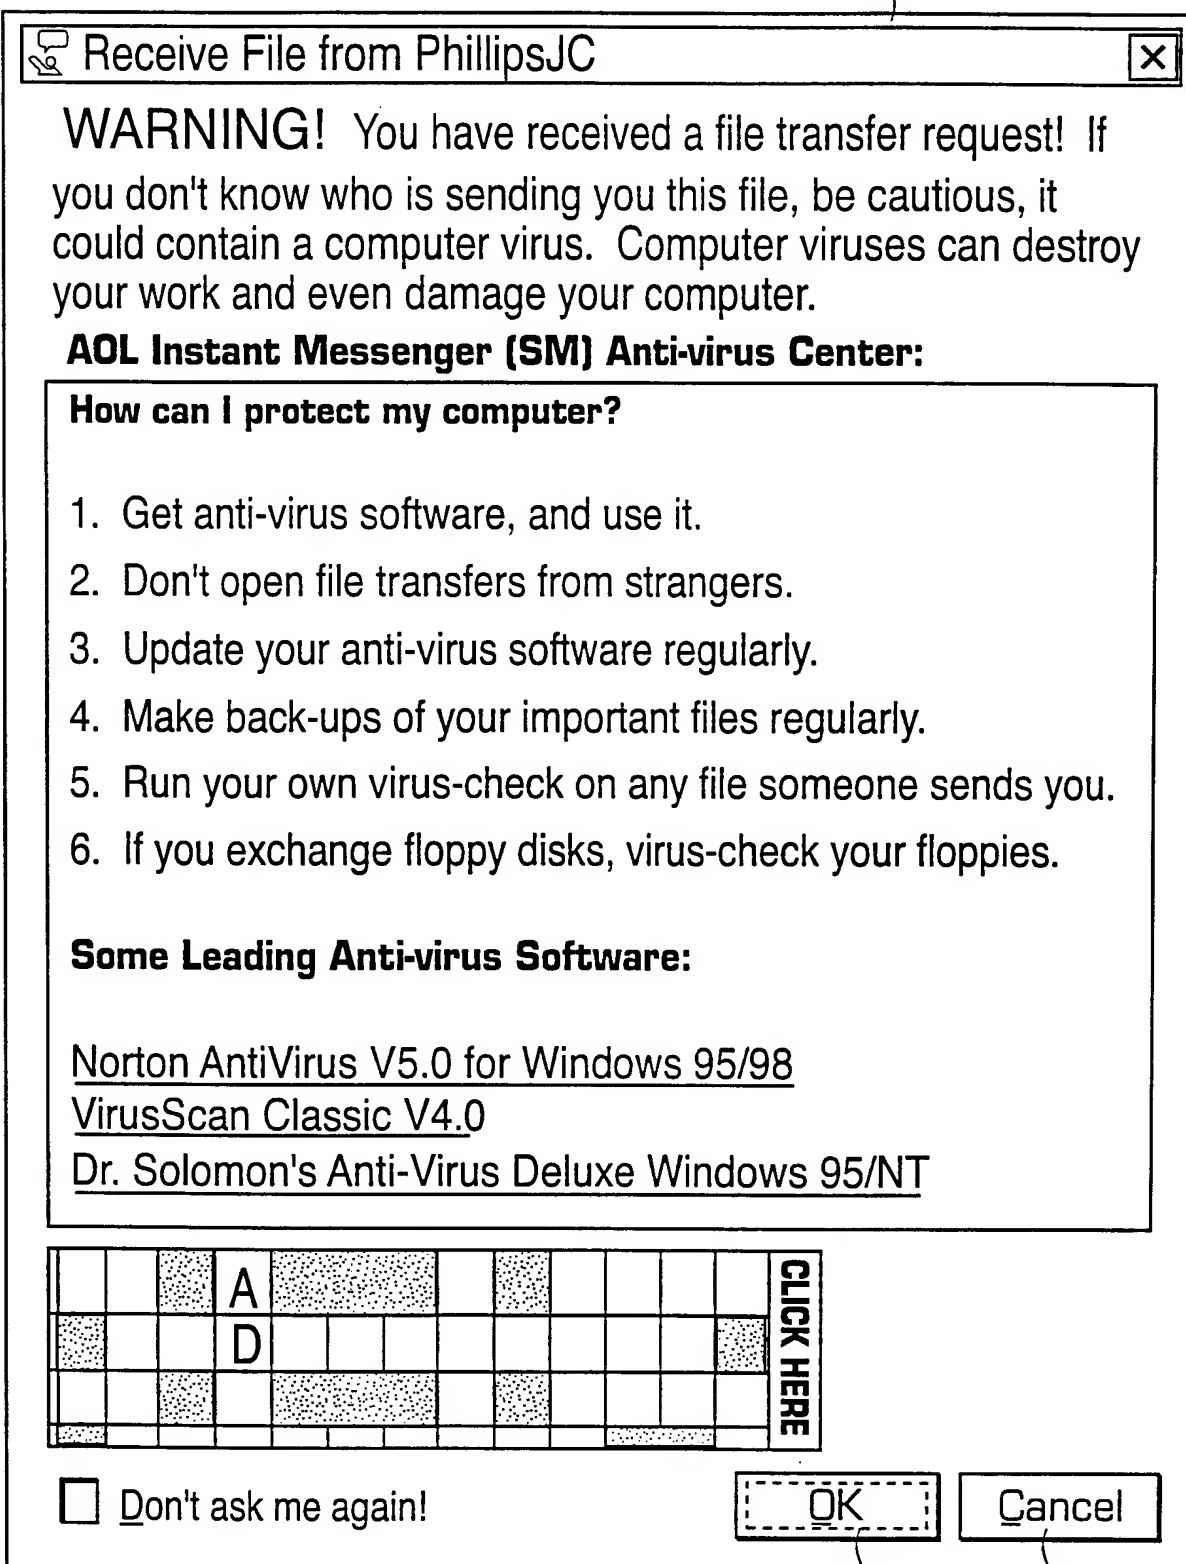 Receive File from PhillipsJC
WARNING! You have received a file transfer request! If
you don't know who is sending you this file, be cautious, it
could contain a computer virus. Computer viruses can destroy
your work and even damage your computer.
AOL Instant Messenger (SM) Anti-virus Center:
How can I protect my computer?
1. Get anti-virus software, and use it.
2. Don't open file transfers from strangers.
3. Update your anti-virus software regularly.
4. Make back-ups of your important files regularly.
5. Run your own virus-check on any file someone sends you.
6. If you exchange floppy disks, virus-check your floppies.
Some Leading Anti-virus Software:
Norton AntiVirus V5.0 for Windows 95/98
VirusScan Classic V4.0
Dr. Solomon's Anti-Virus Deluxe Windows 95/NT
A
D
CLICK HERE
Don't ask me again!
OK
Cancel